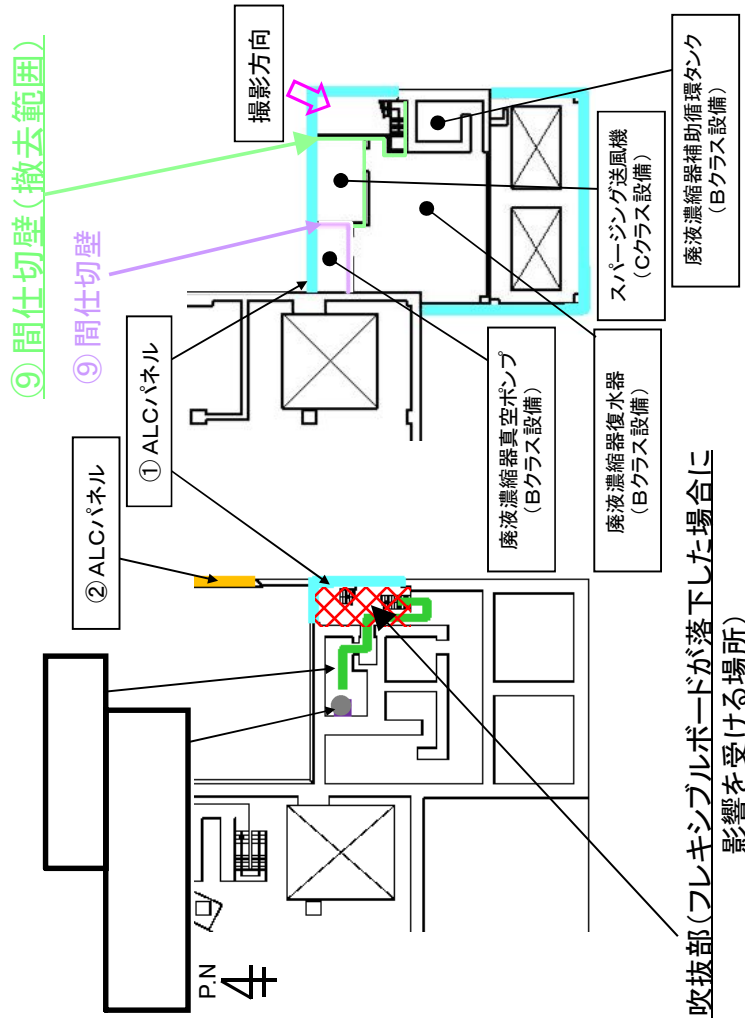 ⑨ 間仕切壁（撤去範囲）
⑨ 間仕切壁
撮影方向
① ALCパネル
② ALCパネル
P.N
廃液濃縮器真空ポンプ
（Bクラス設備）
廃液濃縮器復水器
（Bクラス設備）
スパージング送風機
（Cクラス設備）
廃液濃縮器補助循環タンク
（Bクラス設備）
吹抜部（フレキシブルボードが落下した場合に
影響を受ける場所）